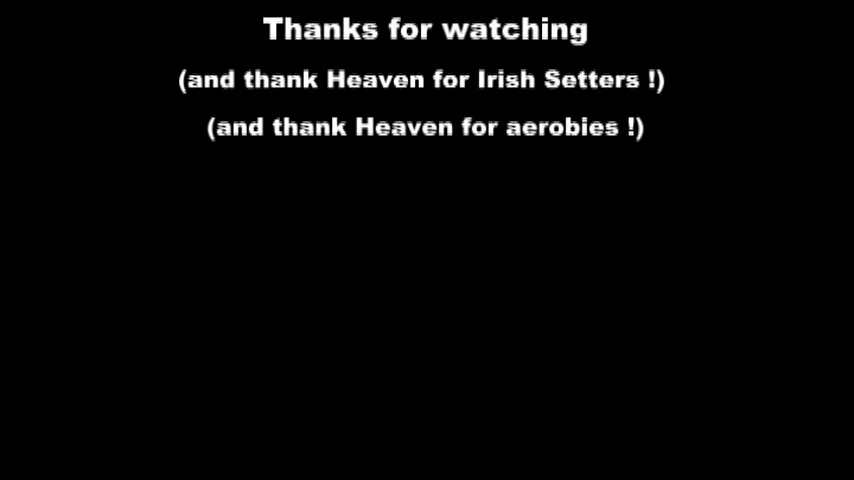 Thanks for watching
(and thank Heaven for Irish Setters !)
(and thank Heaven for aerobies !)